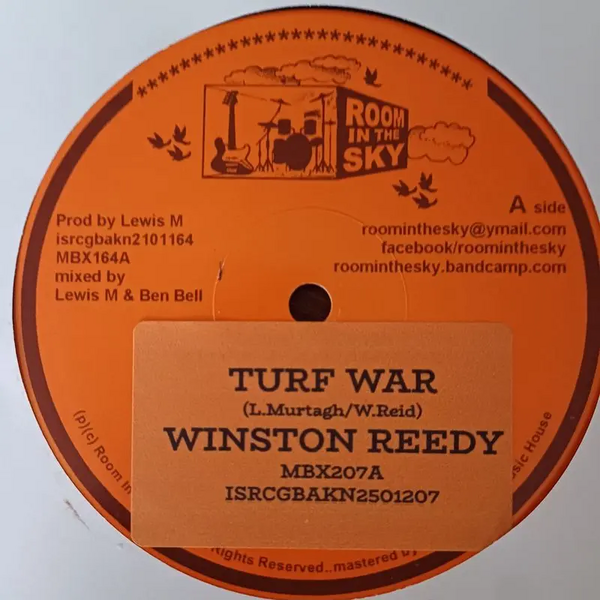 ROOM
IN THE
SKY
A side
Prod by Lewis M
isrcgbakn2101164
MBX164A
mixed by
Lewis M & Ben Bell
roominthesky@ymail.com
facebook/roominthesky
roominthesky.bandcamp.com
TURF WAR
(L.Murtagh/W.Reid)
WINSTON REEDY
MBX207A
ISRCGBAKN2501207
(p)(c) Room In
Rights Reserved..mastered by
House